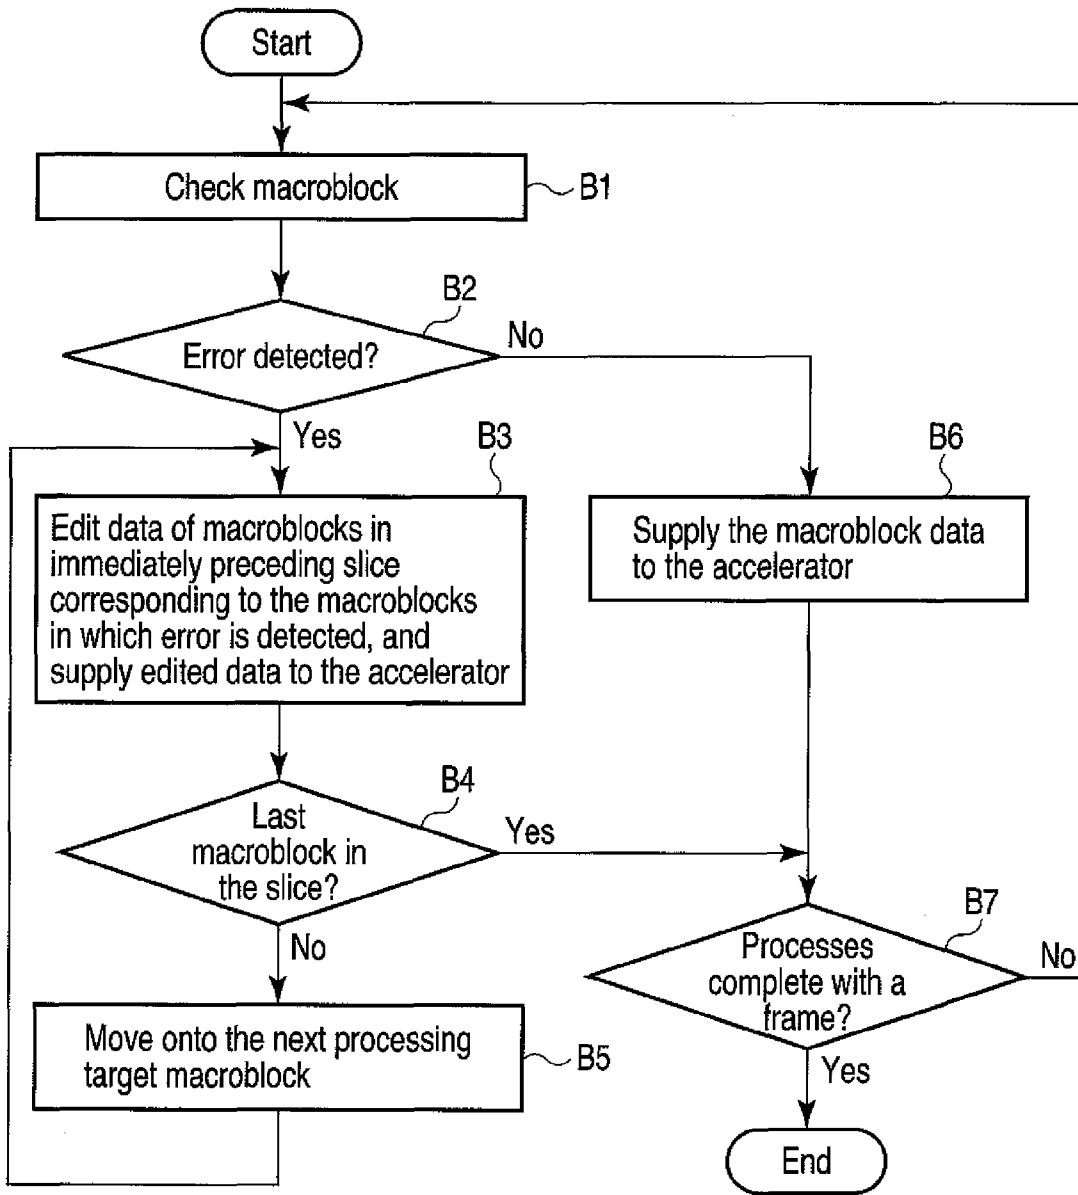 Start
Check macroblock
B1
B2
Error detected?
No
Yes
B3
Edit data of macroblocks in
immediately preceding slice
corresponding to the macroblocks
in which error is detected, and
supply edited data to the accelerator
B6
Supply the macroblock data
to the accelerator
B4
Last
macroblock in
the slice?
Yes
No
B7
Processes
complete with a
frame?
No
Yes
Move onto the next processing
target macroblock
B5
End